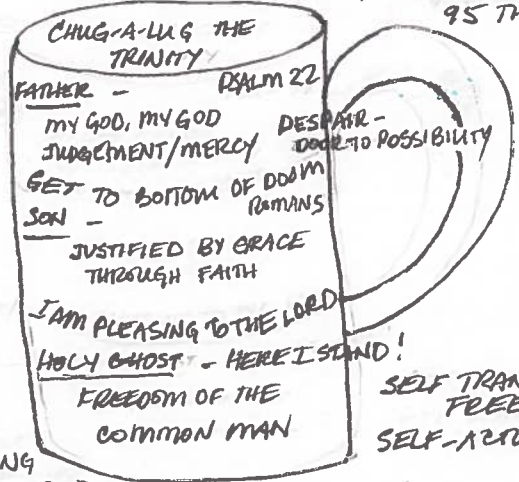 95 TH
CHUG-A-LUG THE
TRINITY
FATHER - PSALM 22
MY GOD, MY GOD
JUDGEMENT/MERCY
DESPAIR -
DOOR TO POSSIBILITY
GET TO BOTTOM OF DOOM
ROMANS
SON -
JUSTIFIED BY GRACE
THROUGH FAITH
I AM PLEASING TO THE LORD
HOLY GHOST - HERE I STAND!
FREEDOM OF THE
COMMON MAN
SELF TRAN
FREE
SELF-ACTU
NG